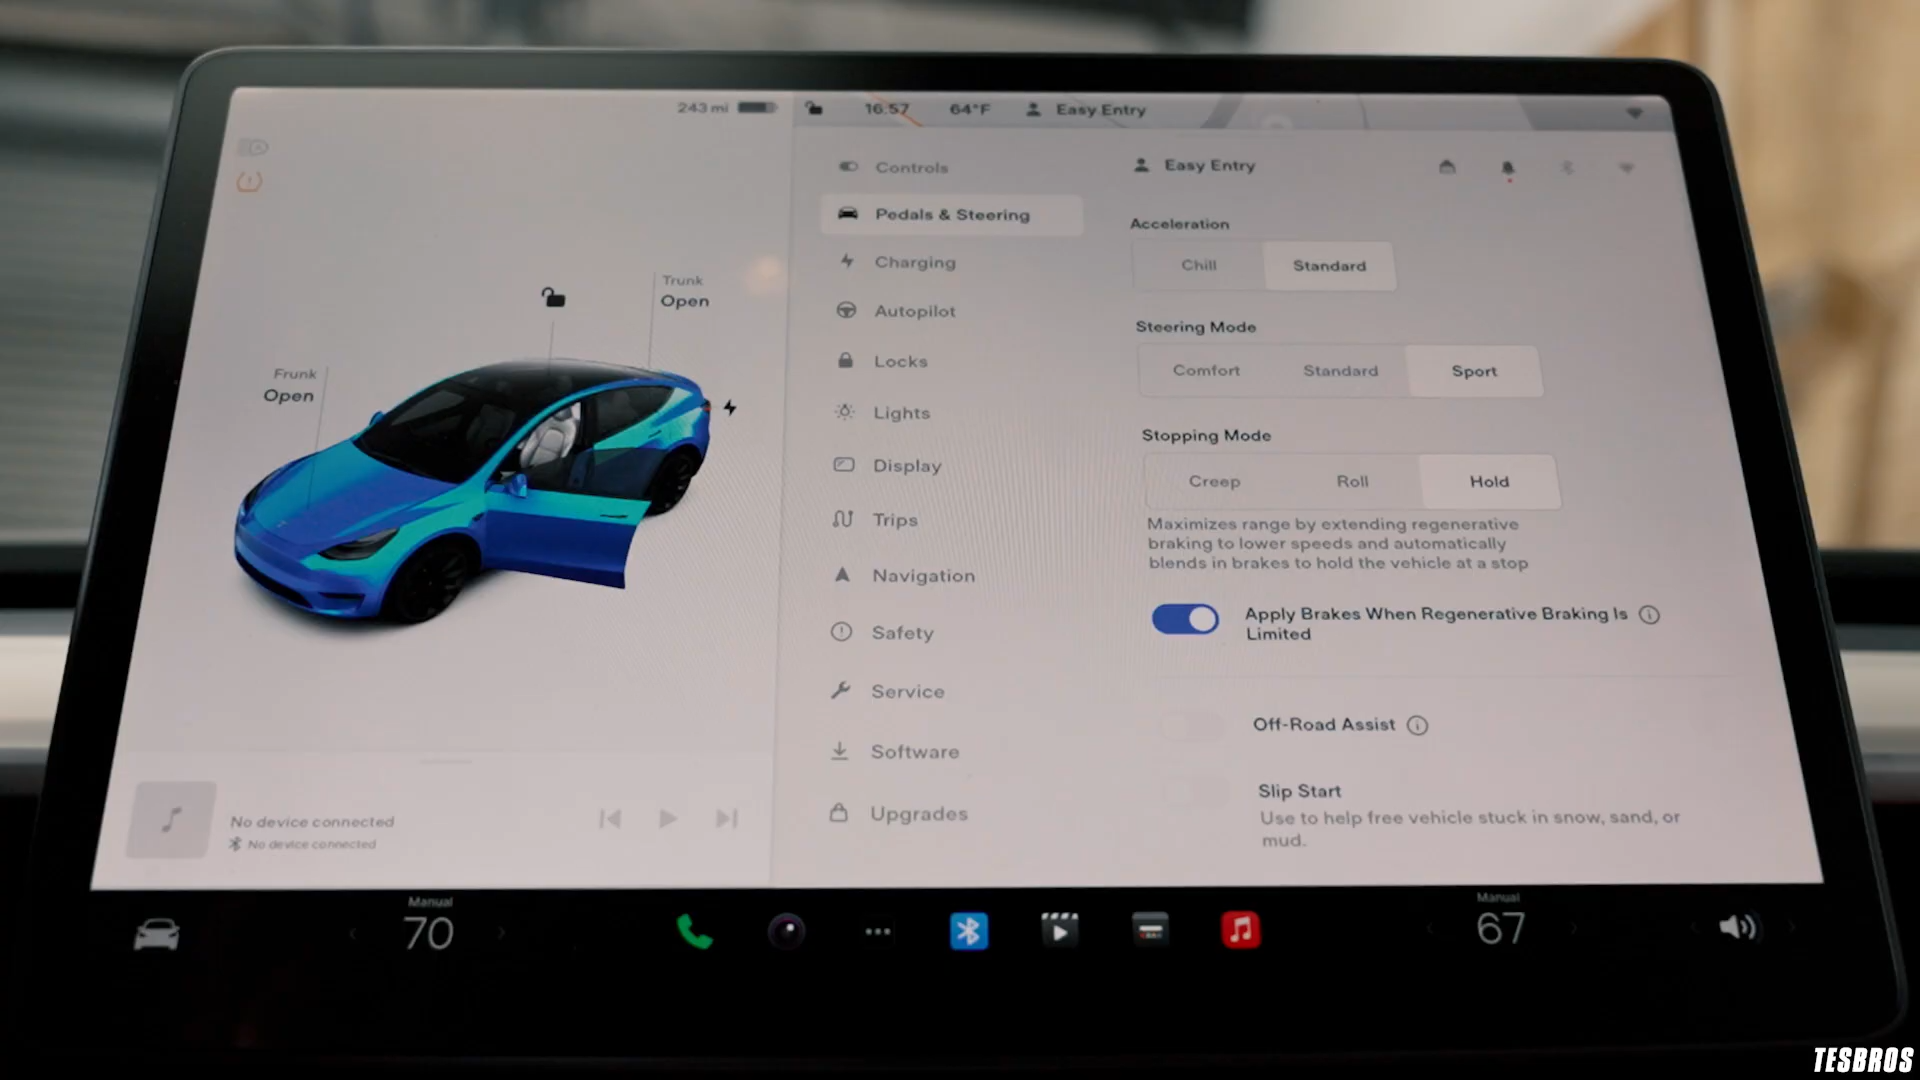 243 mi
16:57
64°F
Easy Entry
Trunk
Open
Frunk
Open
No device connected
No device connected
Controls
Pedals & Steering
Charging
Autopilot
Locks
Lights
Display
Trips
Navigation
Safety
Service
Software
Upgrades
Easy Entry
Acceleration
Chill
Standard
Steering Mode
Comfort
Standard
Sport
Stopping Mode
Creep
Roll
Hold
Maximizes range by extending regenerative
braking to lower speeds and automatically
blends in brakes to hold the vehicle at a stop
Apply Brakes When Regenerative Braking Is
Limited
Off-Road Assist
Slip Start
Use to help free vehicle stuck in snow, sand, or
mud.
Manual
70
Manual
67
TESBROS